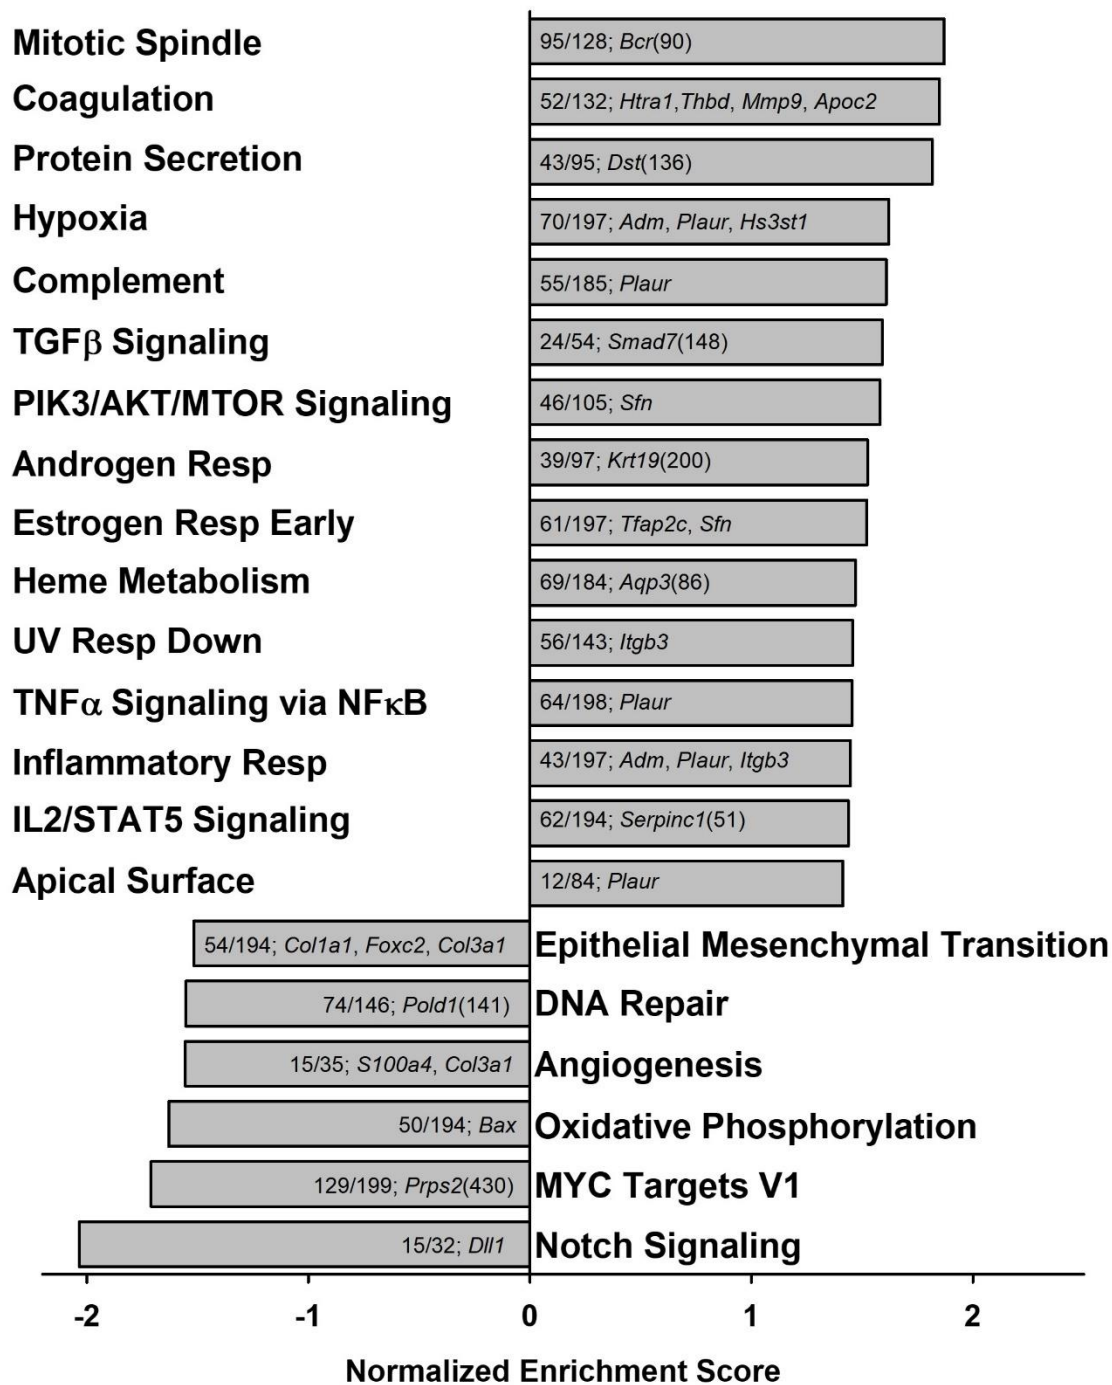 Mitotic Spindle 95/128; Bcr(90)
Coagulation 52/132; Htra1,Thbd, Mmp9, Apoc2
Protein Secretion 43/95; Dst(136)
Hypoxia 70/197; Adm, Plaur, Hs3st1
Complement 55/185; Plaur
TGFβ Signaling 24/54; Smad7(148)
PIK3/AKT/MTOR Signaling 46/105; Sfn
Androgen Resp 39/97; Krt19(200)
Estrogen Resp Early 61/197; Tfap2c, Sfn
Heme Metabolism 69/184; Aqp3(86)
UV Resp Down 56/143; Itgb3
TNFα Signaling via NFκB 64/198; Plaur
Inflammatory Resp 43/197; Adm, Plaur, Itgb3
IL2/STAT5 Signaling 62/194; Serpinc1(51)
Apical Surface 12/84; Plaur
54/194; Col1a1, Foxc2, Col3a1 Epithelial Mesenchymal Transition
74/146; Pold1(141) DNA Repair
15/35; S100a4, Col3a1 Angiogenesis
50/194; Bax Oxidative Phosphorylation
129/199; Prps2(430) MYC Targets V1
15/32; Dll1 Notch Signaling
-2 -1 0 1 2
Normalized Enrichment Score